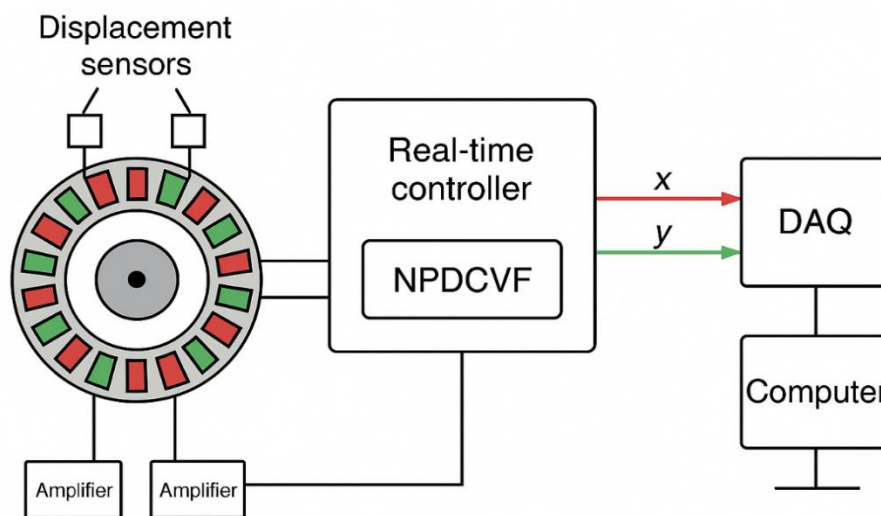 Displacement
sensors
Real-time
controller
NPDCVF
x
y
DAQ
Computer
Amplifier
Amplifier